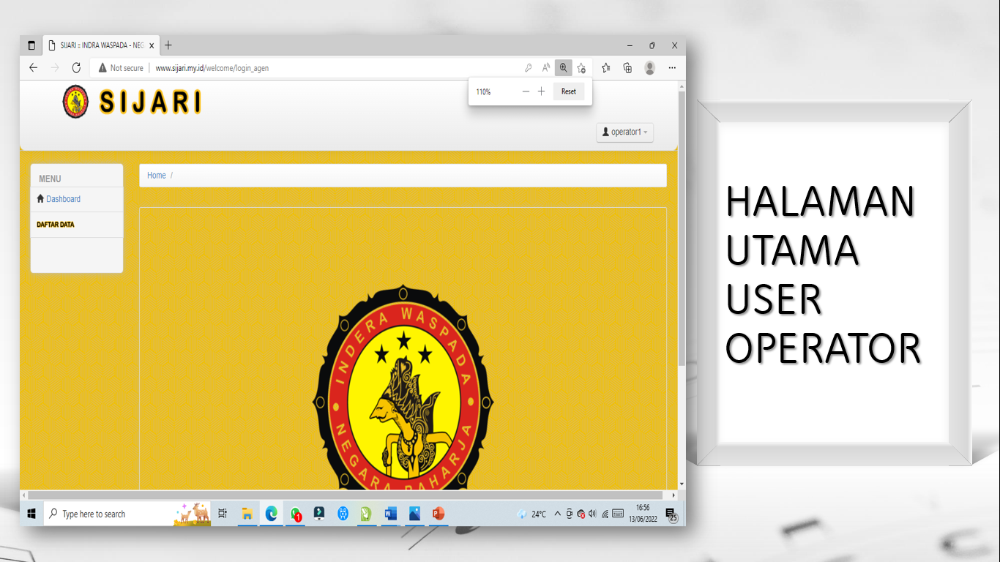 SIJARI :: INDRA WASPADA - NEG
Not secure
www.sijari.my.id/welcome/login_agen
110%
Reset
SIJARI
operator1
MENU
Dashboard
DAFTAR DATA
Home /
INDERA WASPADA
NEGARA RAHARJA
Type here to search
1
24°C
16:56
13/06/2022
25
HALAMAN
UTAMA
USER
OPERATOR